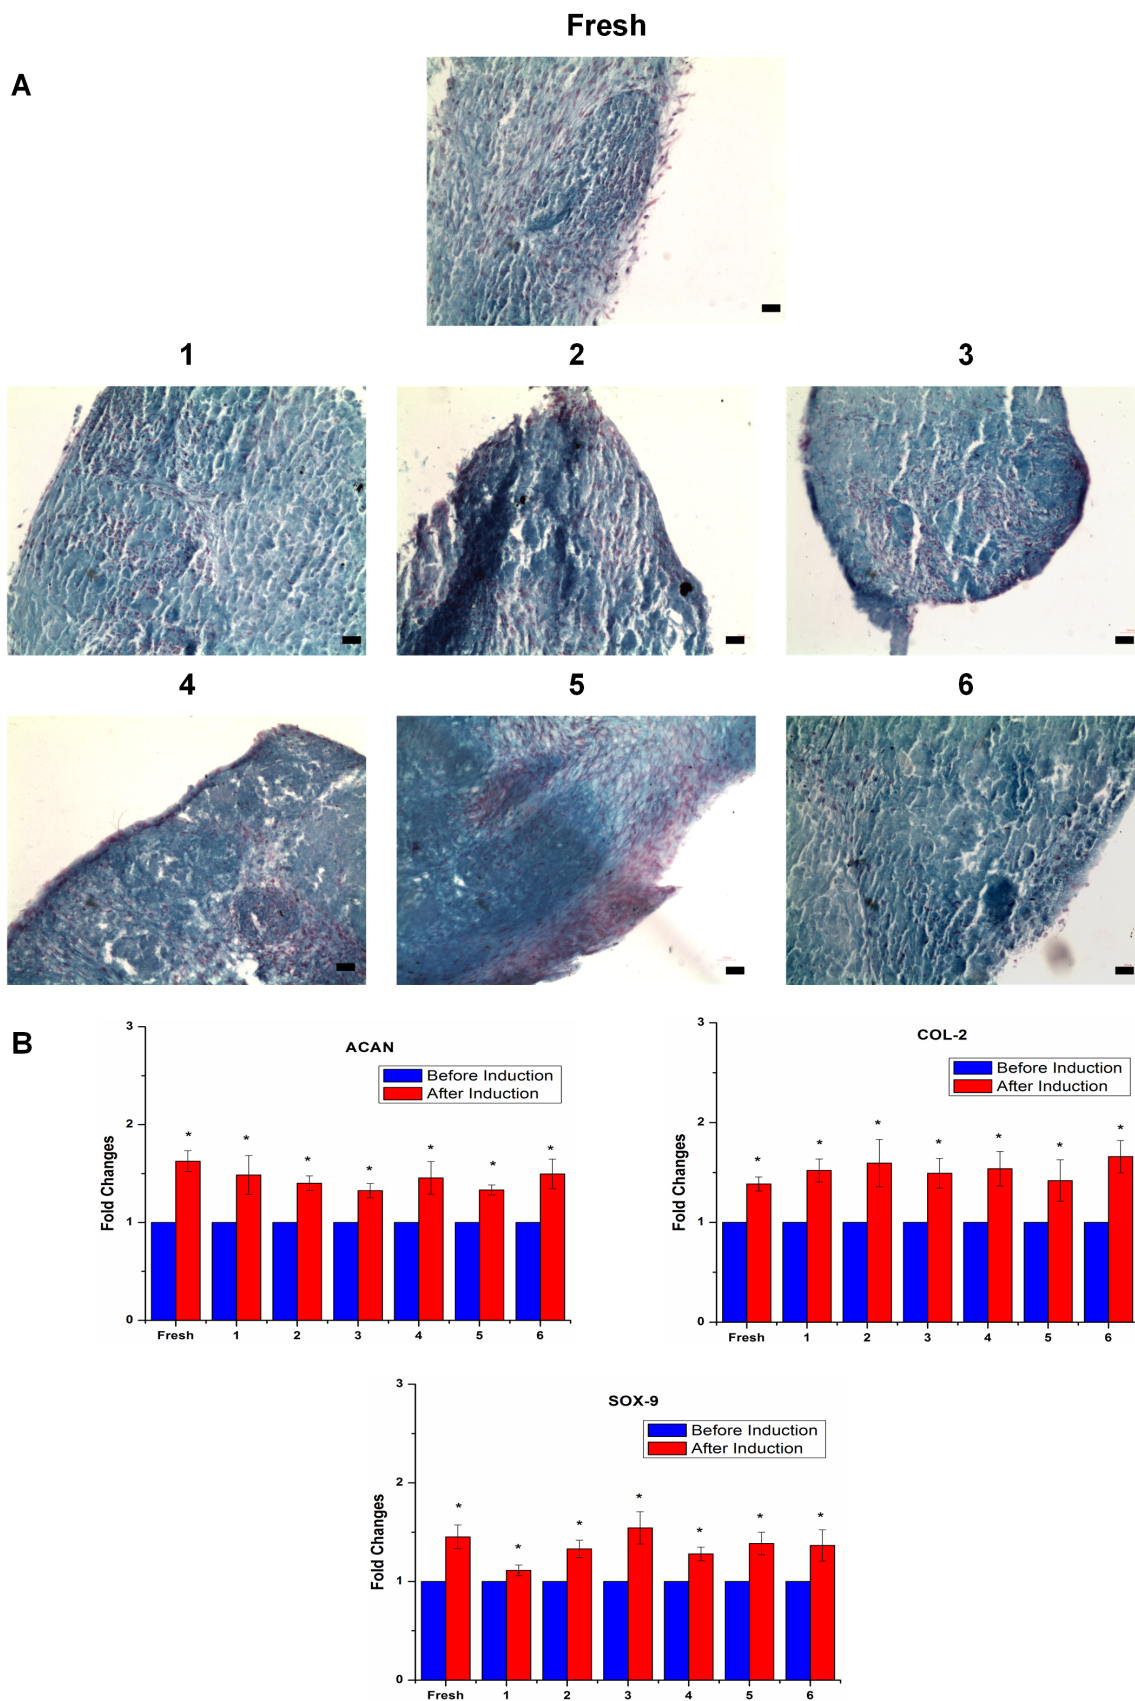 Fresh
A
1 2 3
4 5 6
B
ACAN
Before Induction
After Induction
Fold Changes
3
2
1
0
* * * * * * *
Fresh 1 2 3 4 5 6
COL-2
Before Induction
After Induction
Fold Changes
3
2
1
0
* * * * * * *
Fresh 1 2 3 4 5 6
SOX-9
Before Induction
After Induction
Fold Changes
3
2
1
0
* * * * * * *
Fresh 1 2 3 4 5 6